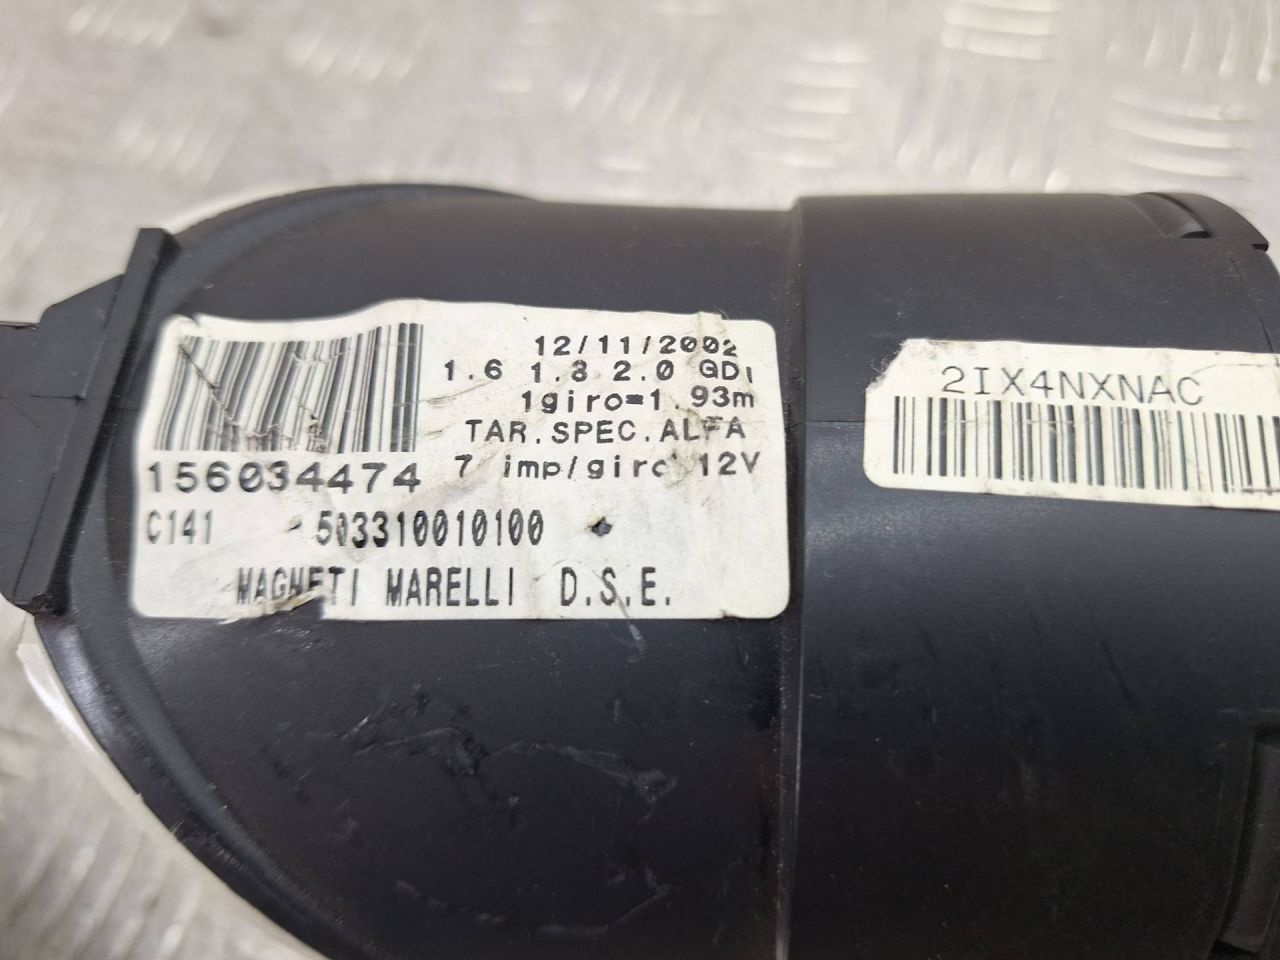 12/11/2002
1.6 1.8 2.0 GDI
1giro=1.93m
TAR.SPEC.ALFA
7 imp/giro 12V
156034474
C141 503310010100
MAGNETI MARELLI D.S.E.
2IX4NXNAC